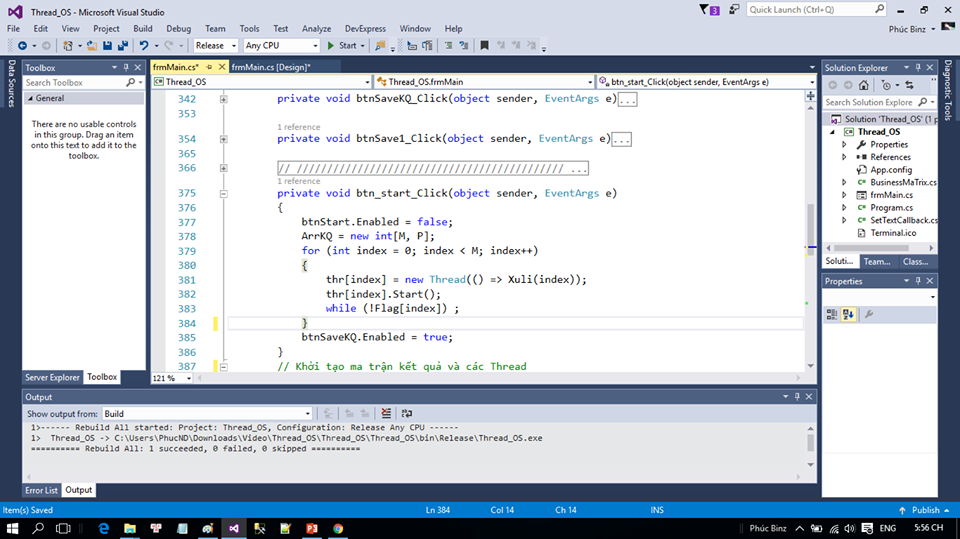 Thread_OS - Microsoft Visual Studio
3
Quick Launch (Ctrl+Q)
File Edit View Project Build Debug Team Tools Test Analyze DevExpress Window Help
Phúc Binz
Release Any CPU Start
Data Sources
Toolbox
Search Toolbox
General
There are no usable controls
in this group. Drag an item
onto this text to add it to the
toolbox.
Server Explorer Toolbox
frmMain.cs* frmMain.cs [Design]*
Thread_OS Thread_OS.frmMain btn_start_Click(object sender, EventArgs e)
342 private void btnSaveKQ_Click(object sender, EventArgs e)...
353
1 reference
354 private void btnSave1_Click(object sender, EventArgs e)...
365
366 // //////////////////////////////////////////// ...
1 reference
375 private void btn_start_Click(object sender, EventArgs e)
376 {
377 btnStart.Enabled = false;
378 ArrKQ = new int[M, P];
379 for (int index = 0; index < M; index++)
380 {
381 thr[index] = new Thread(() => Xuli(index));
382 thr[index].Start();
383 while (!Flag[index]) ;
384 }
385 btnSaveKQ.Enabled = true;
386 }
387 // Khởi tạo ma trận kết quả và các Thread
121 %
Solution Explorer
Search Solution Explorer
Solution 'Thread_OS' (1 p
Thread_OS
Properties
References
App.config
BusinessMaTrix.cs
frmMain.cs
Program.cs
SetTextCallback.cs
Terminal.ico
Soluti... Team... Class...
Properties
Diagnostic Tools
Output
Show output from: Build
1>------ Rebuild All started: Project: Thread_OS, Configuration: Release Any CPU ------
1> Thread_OS -> C:\Users\PhucND\Downloads\Video\Thread_OS\Thread_OS\Thread_OS\bin\Release\Thread_OS.exe
========== Rebuild All: 1 succeeded, 0 failed, 0 skipped ==========
Error List Output
Item(s) Saved Ln 384 Col 14 Ch 14 INS Publish
Phúc Binz ENG 5:56 CH